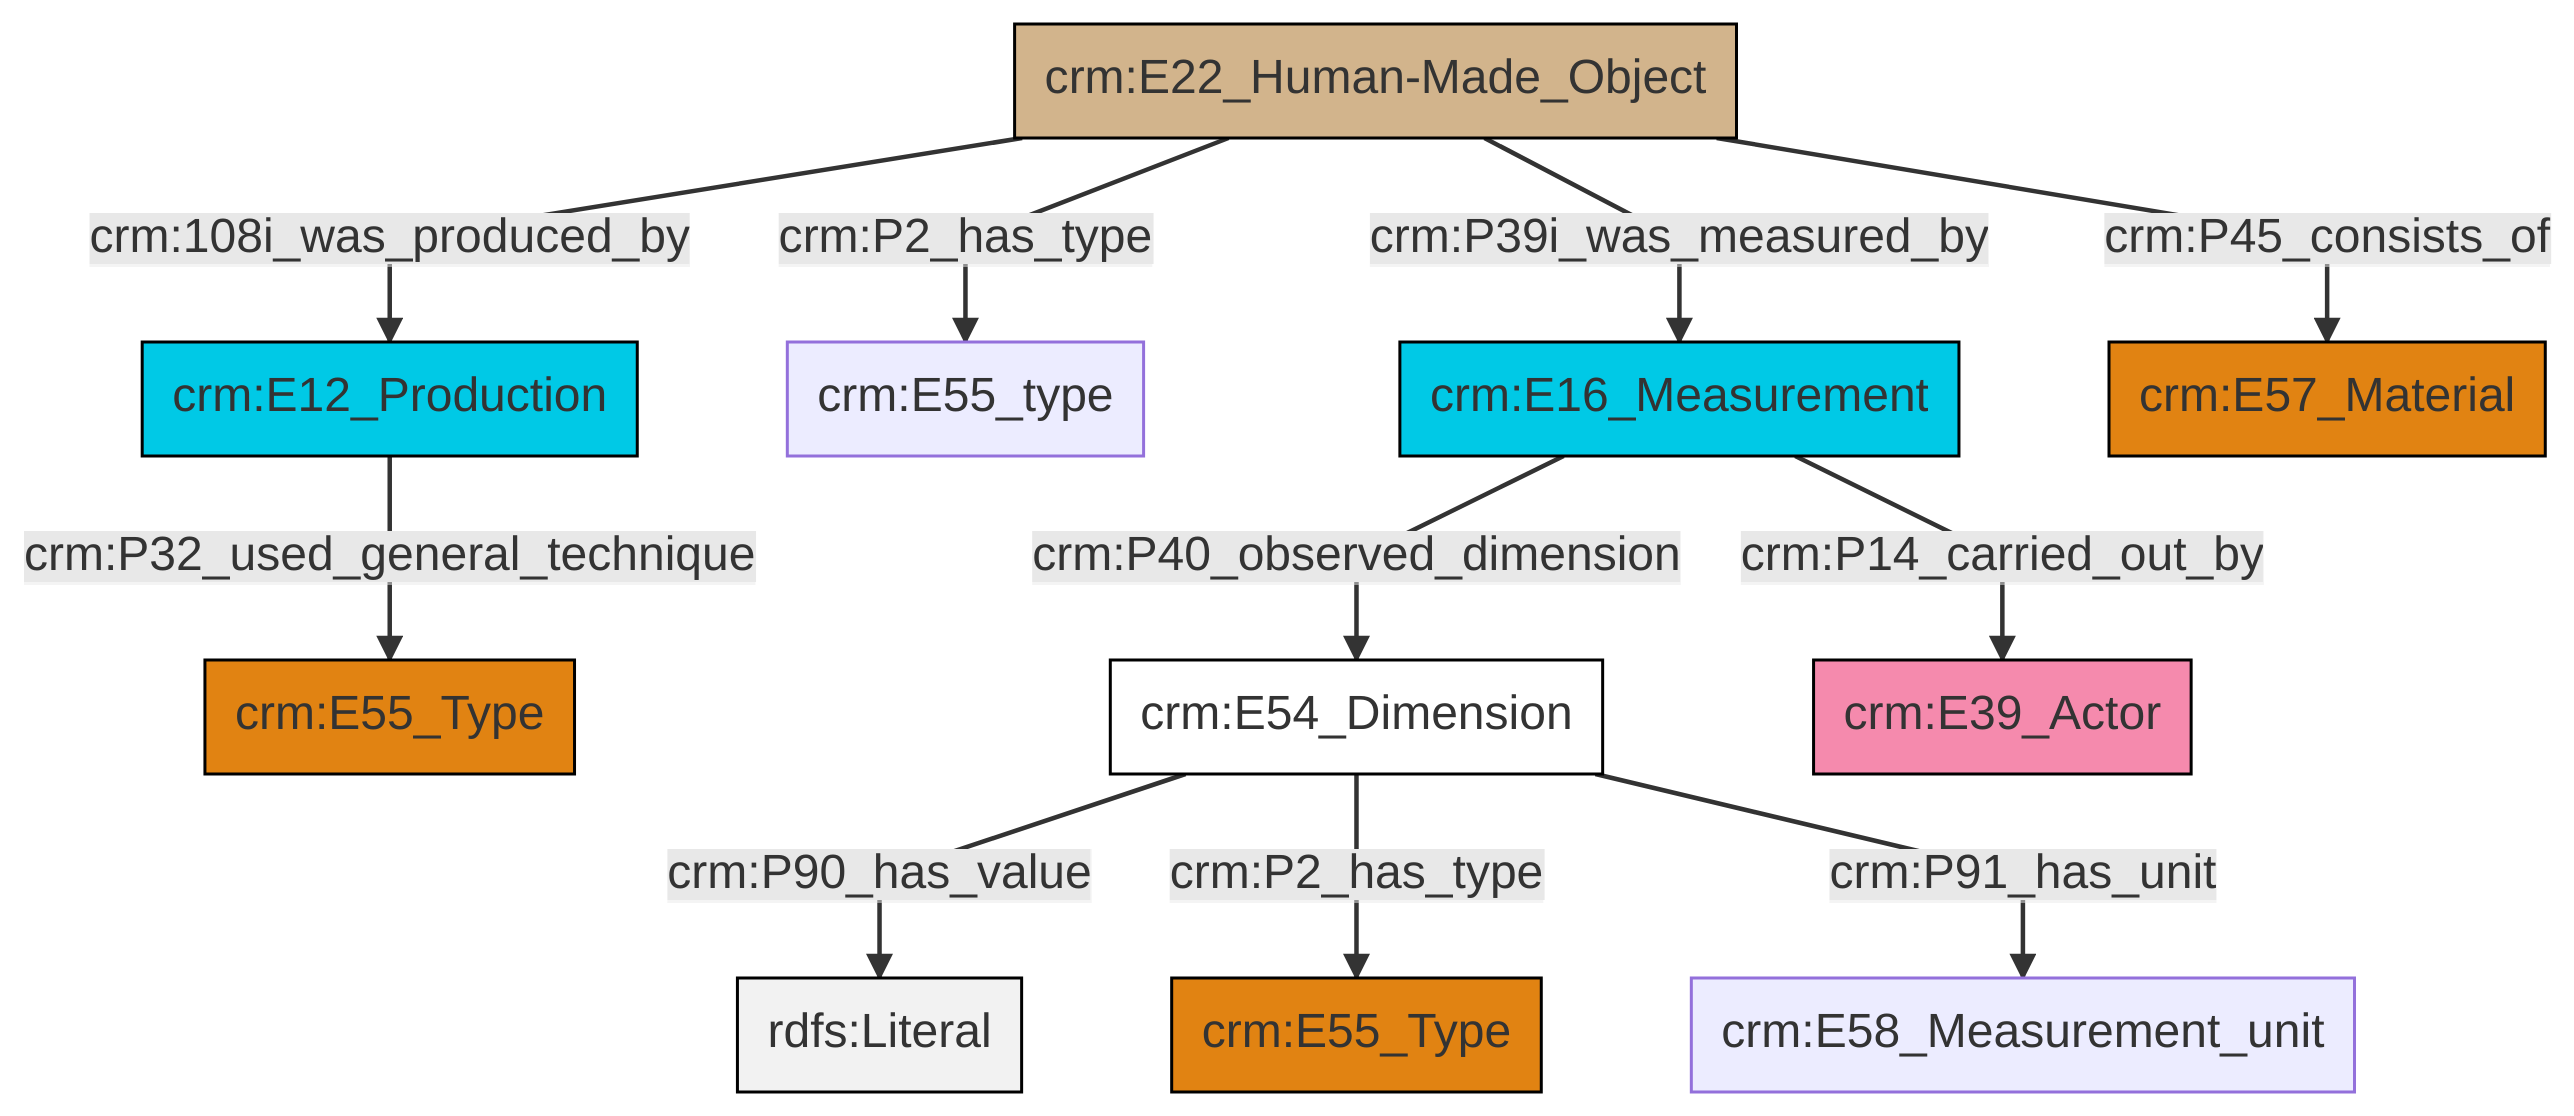 crm:E22_Human-Made_Object
crm:108i_was_produced_by
crm:P2_has_type
crm:P39i_was_measured_by
crm:P45_consists_of
crm:E12_Production
crm:E55_type
crm:E16_Measurement
crm:E57_Material
crm:P32_used_general_technique
crm:P40_observed_dimension
crm:P14_carried_out_by
crm:E55_Type
crm:E54_Dimension
crm:E39_Actor
crm:P90_has_value
crm:P2_has_type
crm:P91_has_unit
rdfs:Literal
crm:E55_Type
crm:E58_Measurement_unit